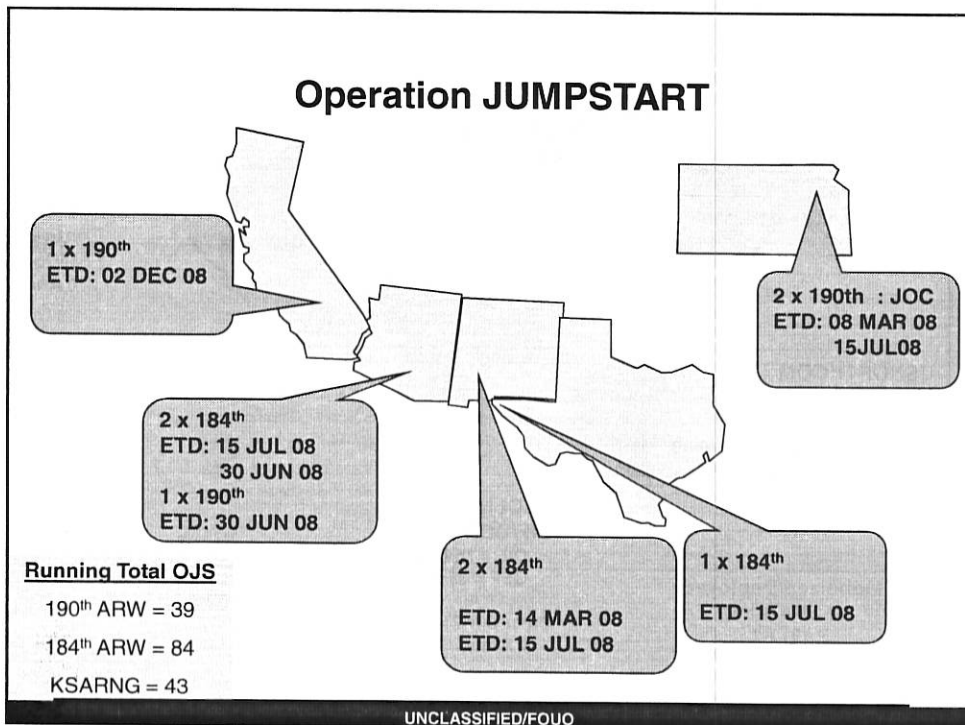 Operation JUMPSTART
1 x 190th
ETD: 02 DEC 08
2 x 190th : JOC
ETD: 08 MAR 08
15JUL08
2 x 184th
ETD: 15 JUL 08
30 JUN 08
1 x 190th
ETD: 30 JUN 08
2 x 184th
ETD: 14 MAR 08
ETD: 15 JUL 08
1 x 184th
ETD: 15 JUL 08
Running Total OJS
190th ARW = 39
184th ARW = 84
KSARNG = 43
UNCLASSIFIED/FOUO